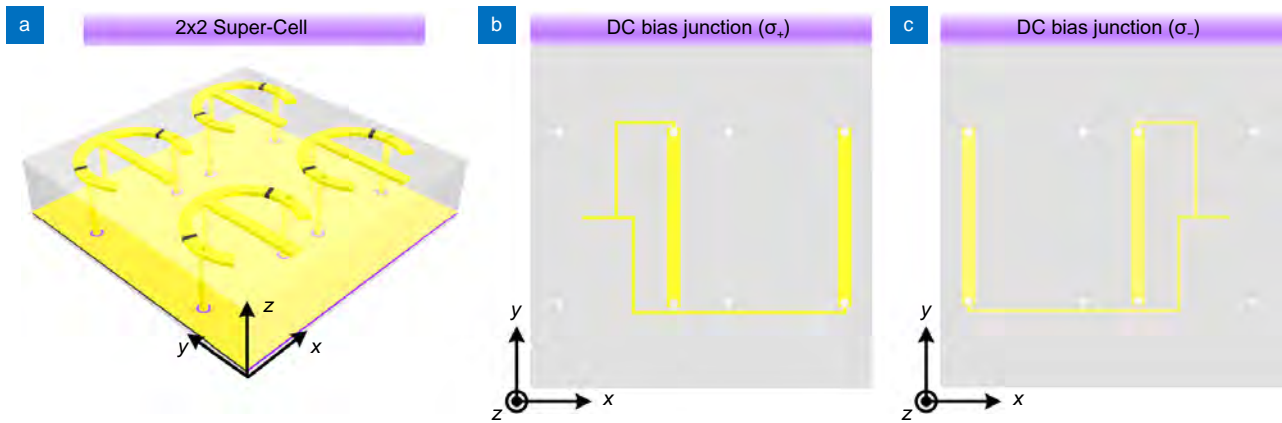 a
2x2 Super-Cell
z
y
x
b
DC bias junction (σ₊)
y
z
x
c
DC bias junction (σ₋)
y
z
x